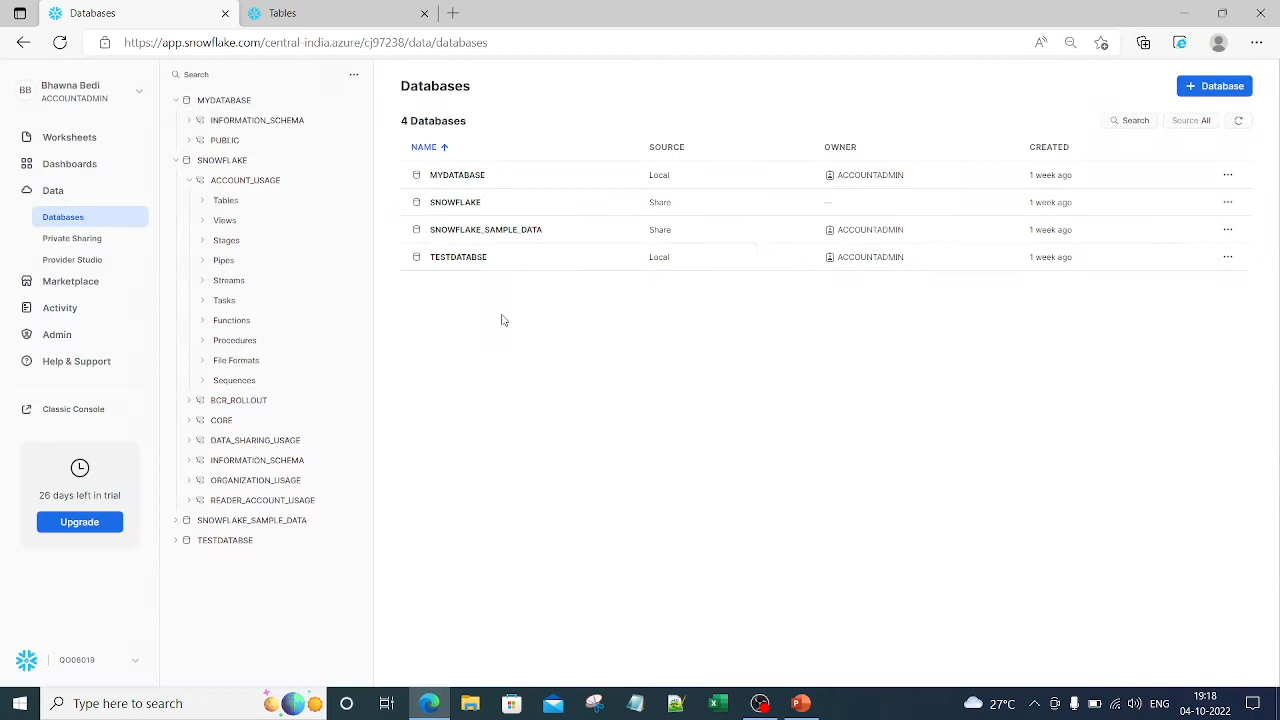 Databases
Tables
https://app.snowflake.com/central-india.azure/cj97238/data/databases
BB
Bhawna Bedi
ACCOUNTADMIN
Worksheets
Dashboards
Data
Databases
Private Sharing
Provider Studio
Marketplace
Activity
Admin
Help & Support
Classic Console
26 days left in trial
Upgrade
QO08019
Search
MYDATABASE
INFORMATION_SCHEMA
PUBLIC
SNOWFLAKE
ACCOUNT_USAGE
Tables
Views
Stages
Pipes
Streams
Tasks
Functions
Procedures
File Formats
Sequences
BCR_ROLLOUT
CORE
DATA_SHARING_USAGE
INFORMATION_SCHEMA
ORGANIZATION_USAGE
READER_ACCOUNT_USAGE
SNOWFLAKE_SAMPLE_DATA
TESTDATABSE
Databases
+ Database
4 Databases
Search
Source All
NAME SOURCE OWNER CREATED
MYDATABASE Local ACCOUNTADMIN 1 week ago
SNOWFLAKE Share — 1 week ago
SNOWFLAKE_SAMPLE_DATA Share ACCOUNTADMIN 1 week ago
TESTDATABSE Local ACCOUNTADMIN 1 week ago
Type here to search
27°C
ENG
19:18
04-10-2022